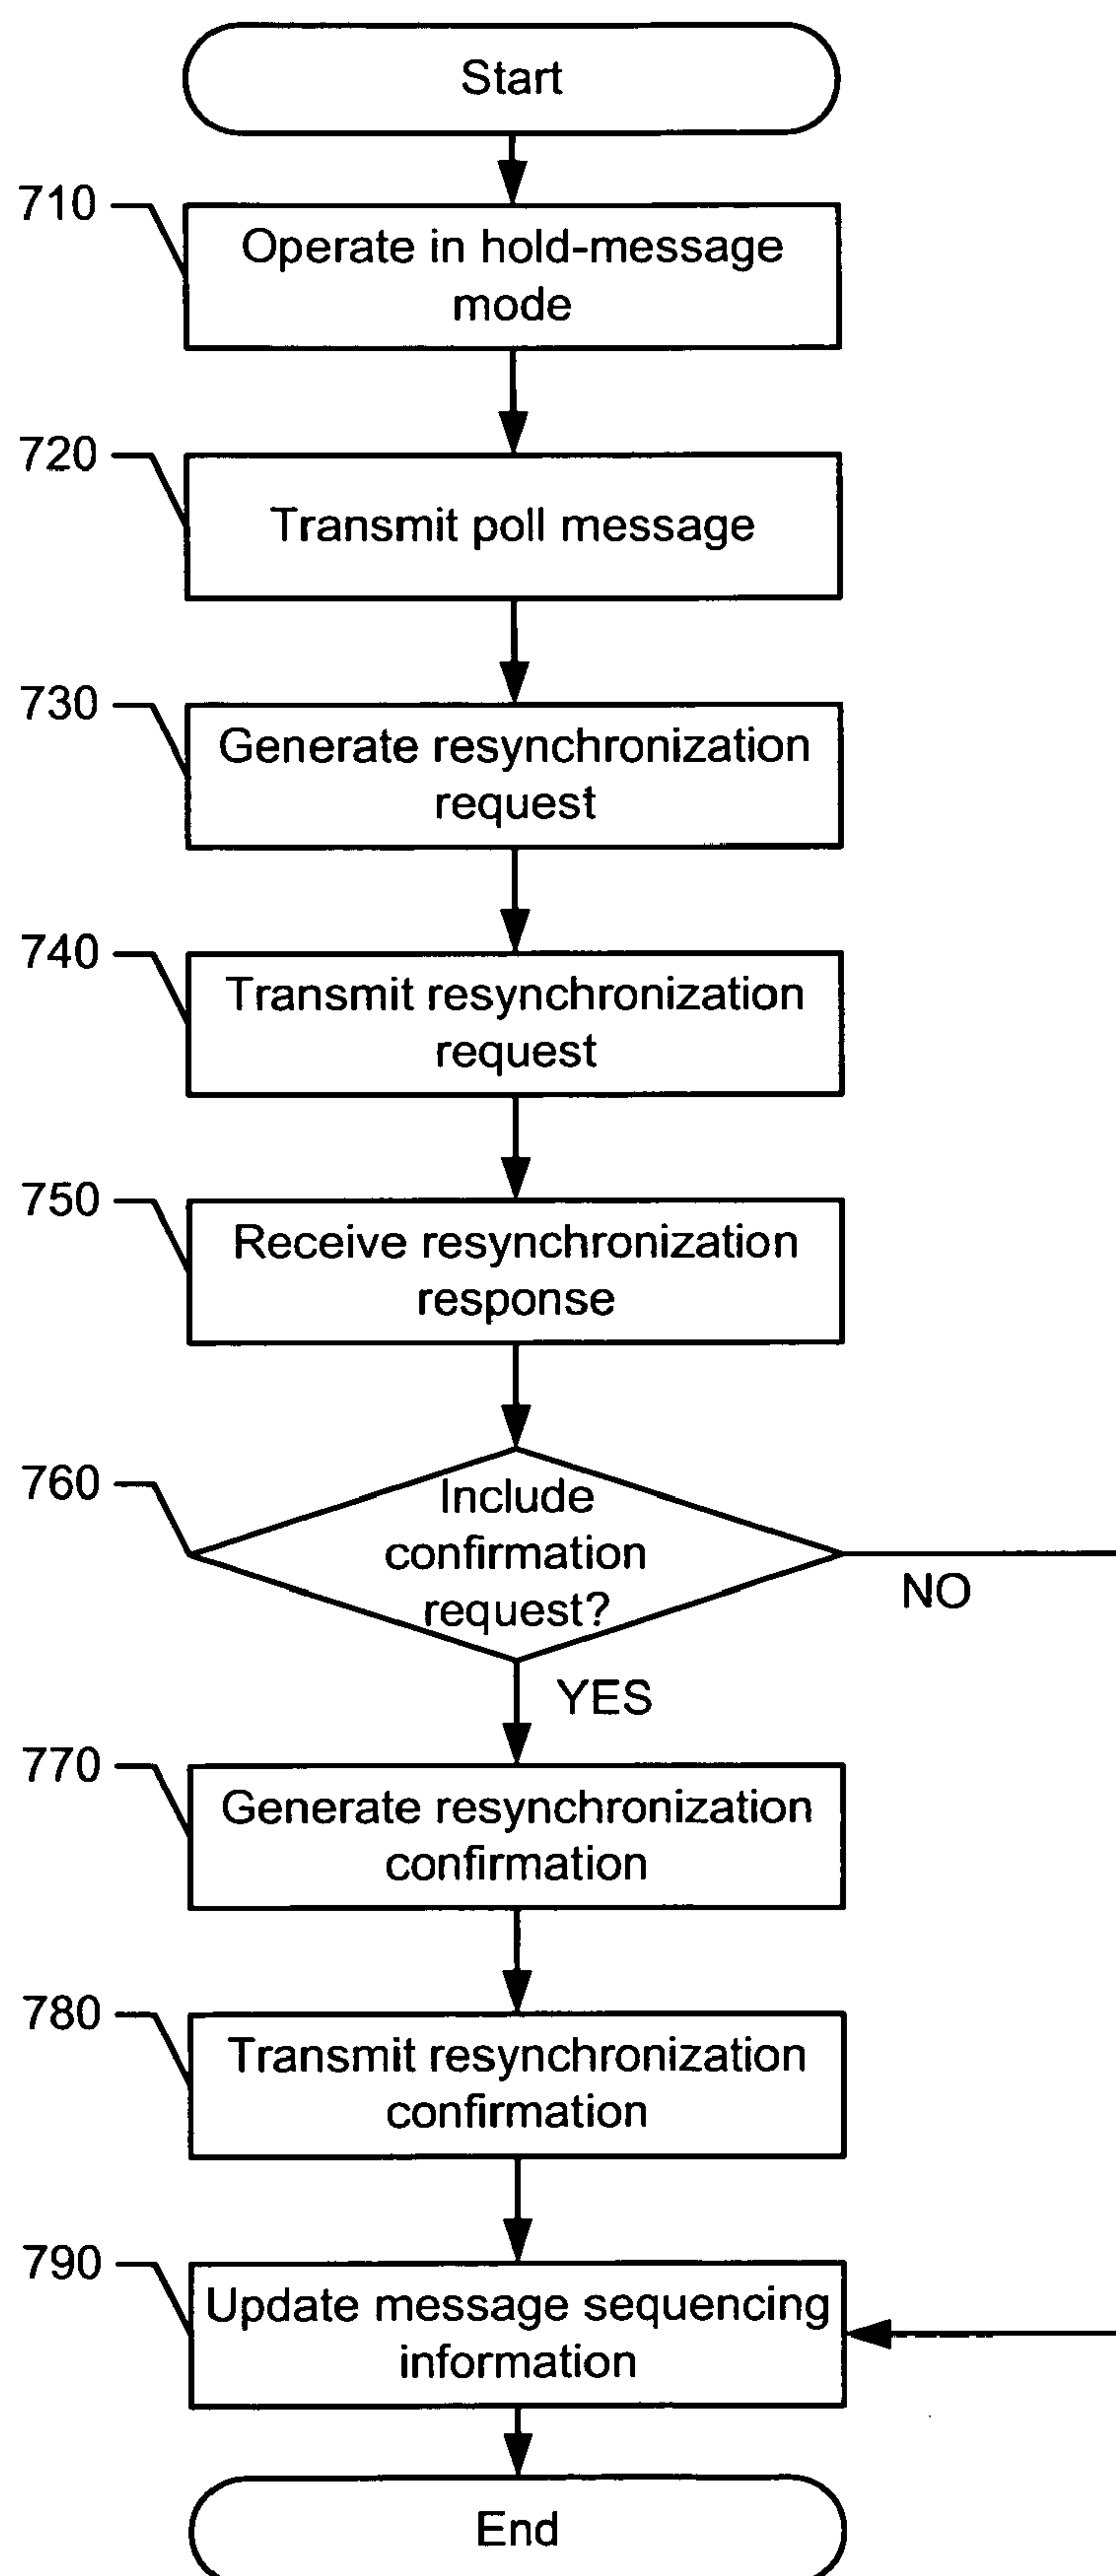 Start
710
Operate in hold-message
mode
720
Transmit poll message
730
Generate resynchronization
request
740
Transmit resynchronization
request
750
Receive resynchronization
response
760
Include
confirmation
request?
NO
YES
770
Generate resynchronization
confirmation
780
Transmit resynchronization
confirmation
790
Update message sequencing
information
End